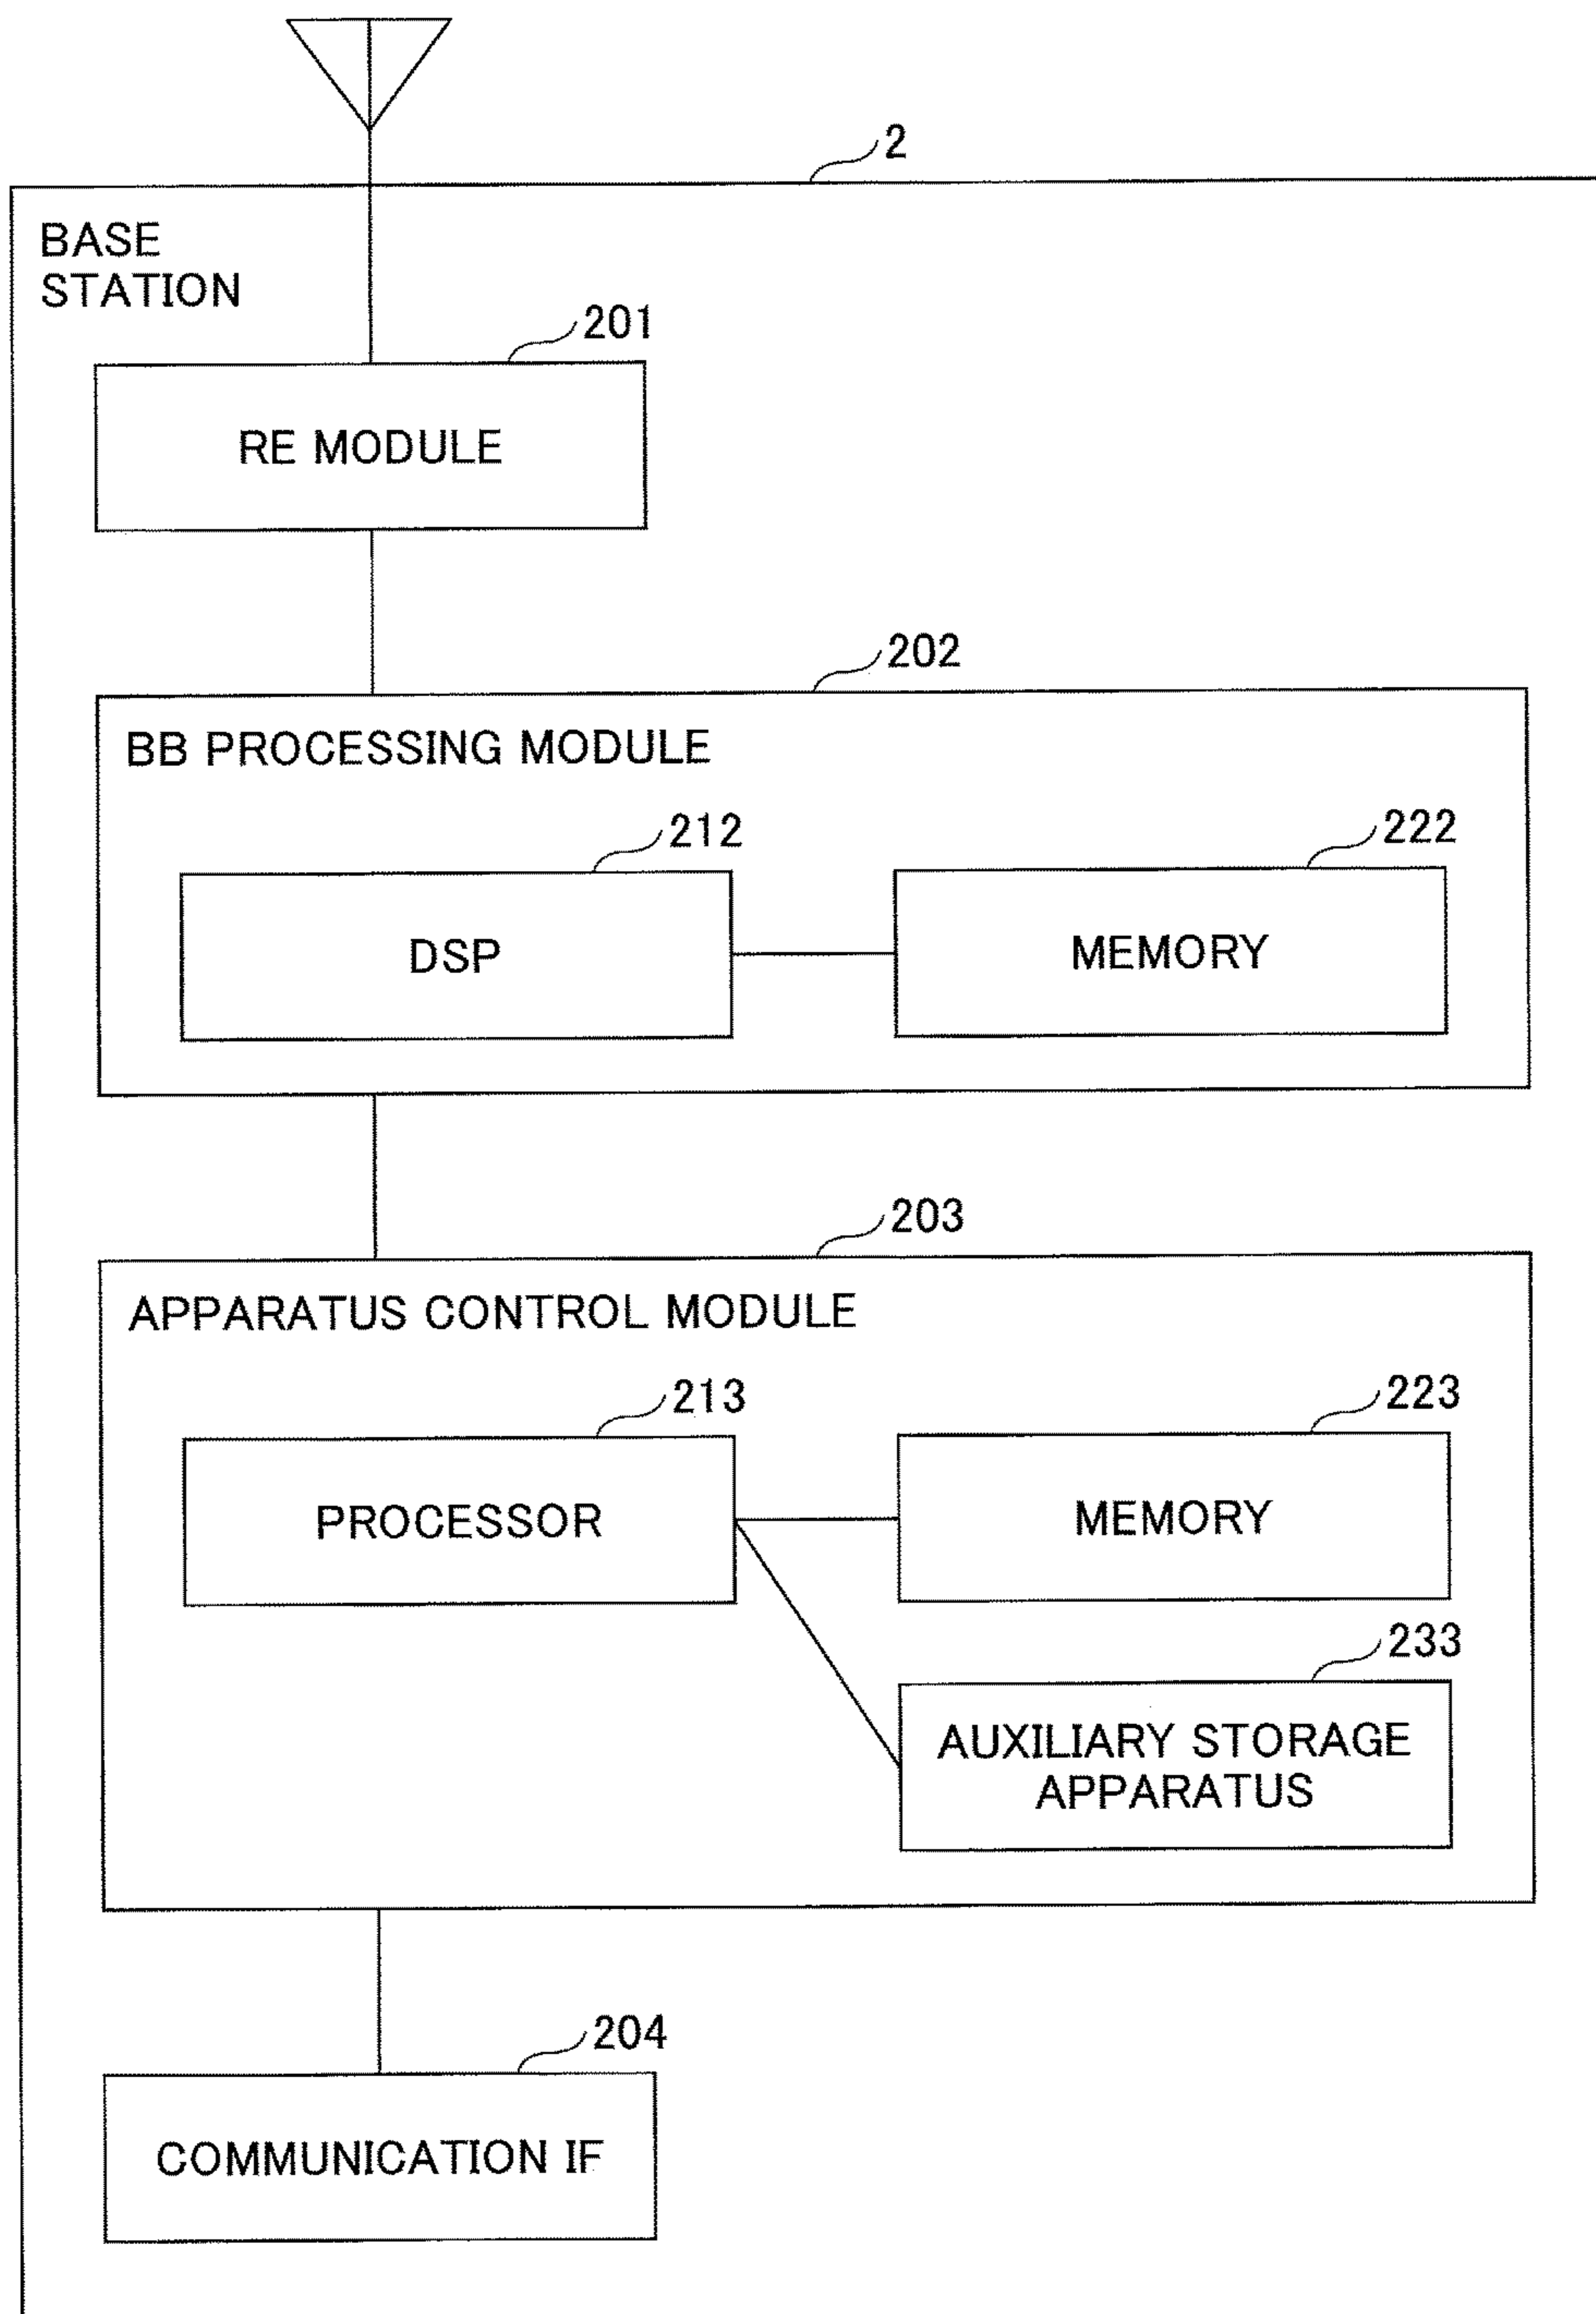 2
BASE
STATION
201
RE MODULE
202
BB PROCESSING MODULE
212
222
DSP
MEMORY
203
APPARATUS CONTROL MODULE
213
223
PROCESSOR
MEMORY
233
AUXILIARY STORAGE
APPARATUS
204
COMMUNICATION IF